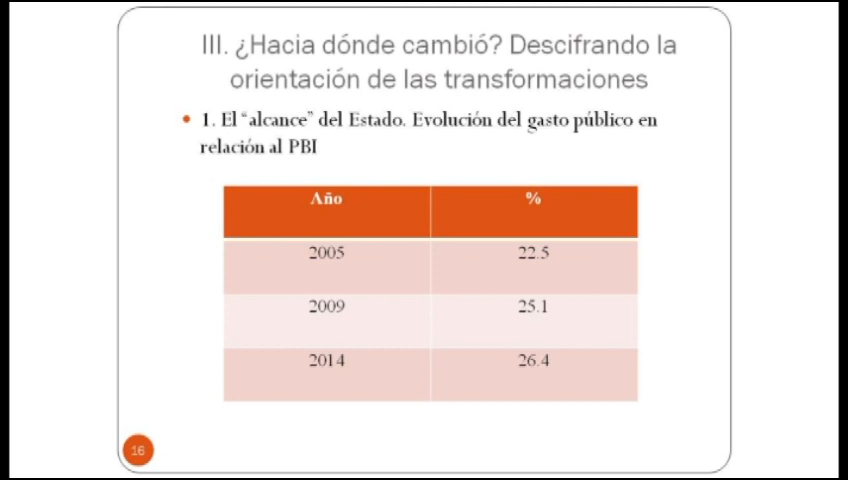 III. ¿Hacia dónde cambió? Descifrando la
orientación de las transformaciones
• 1. El “alcance” del Estado. Evolución del gasto público en
relación al PBI
Año %
2005 22.5
2009 25.1
2014 26.4
16